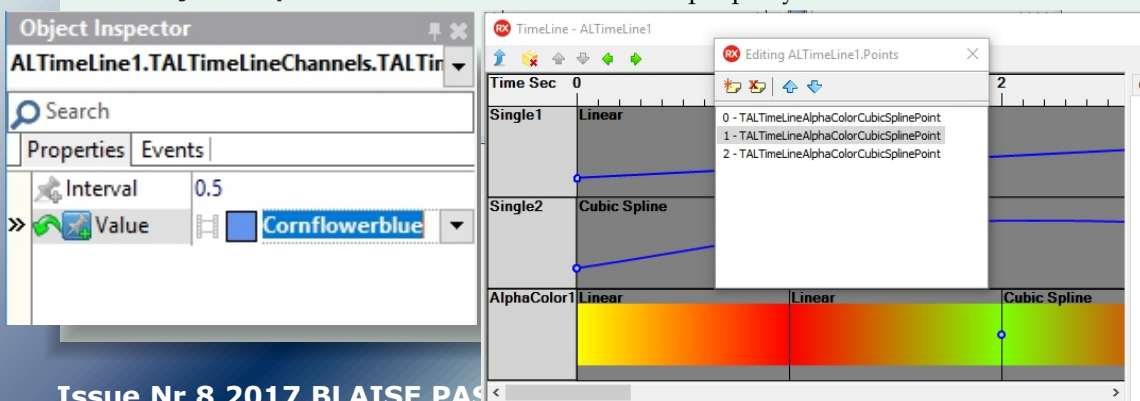 Object Inspector
ALTimeLine1.TALTimeLineChannels.TALTin
Search
Properties Events
Interval 0.5
Value Cornflowerblue
TimeLine - ALTimeLine1
Time Sec 0 2
Single1 Linear
Single2 Cubic Spline
AlphaColor1 Linear Linear Cubic Spline
RX Editing ALTimeLine1.Points
0 - TALTimeLineAlphaColorCubicSplinePoint
1 - TALTimeLineAlphaColorCubicSplinePoint
2 - TALTimeLineAlphaColorCubicSplinePoint
Issue Nr 8 2017 BLAISE PAS